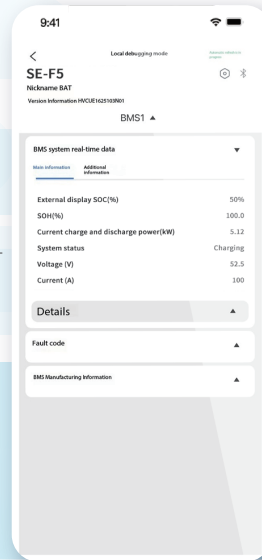 9:41
Local debugging mode
SE-F5
Nickname BAT
Version Information HVCUE1625103N01
BMS1
BMS system real-time data
Main information
Additional
information
External display SOC(%) 50%
SOH(%) 100.0
Current charge and discharge power(kW) 5.12
System status Charging
Voltage (V) 52.5
Current (A) 100
Details
Fault code
BMS Manufacturing Information